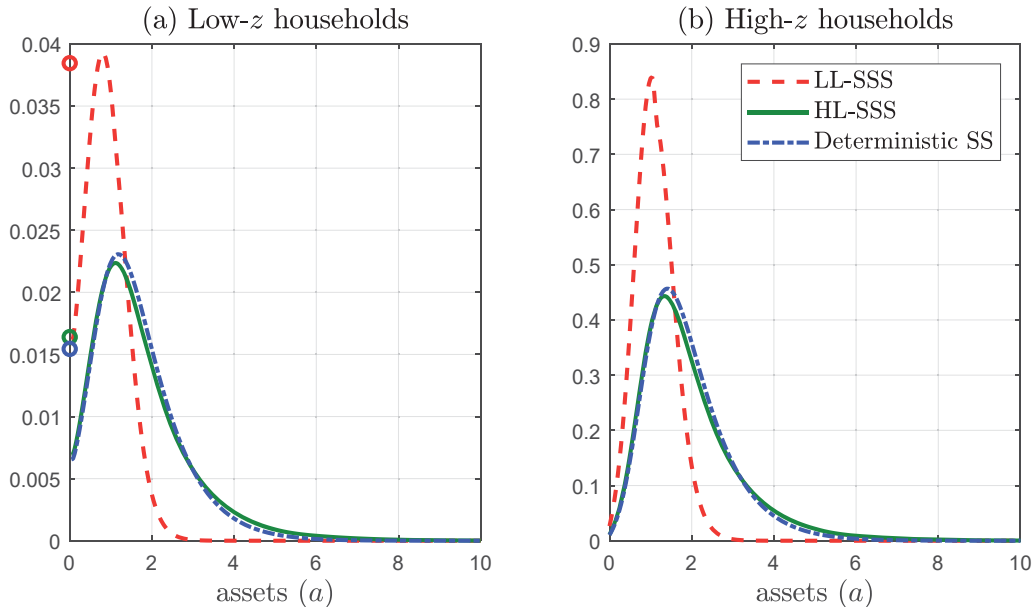 (a) Low-z households
0.04
0.035
0.03
0.025
0.02
0.015
0.01
0.005
0
0 2 4 6 8 10
assets (a)
(b) High-z households
0.9
0.8
0.7
0.6
0.5
0.4
0.3
0.2
0.1
0
0 2 4 6 8 10
assets (a)
LL-SSS
HL-SSS
Deterministic SS